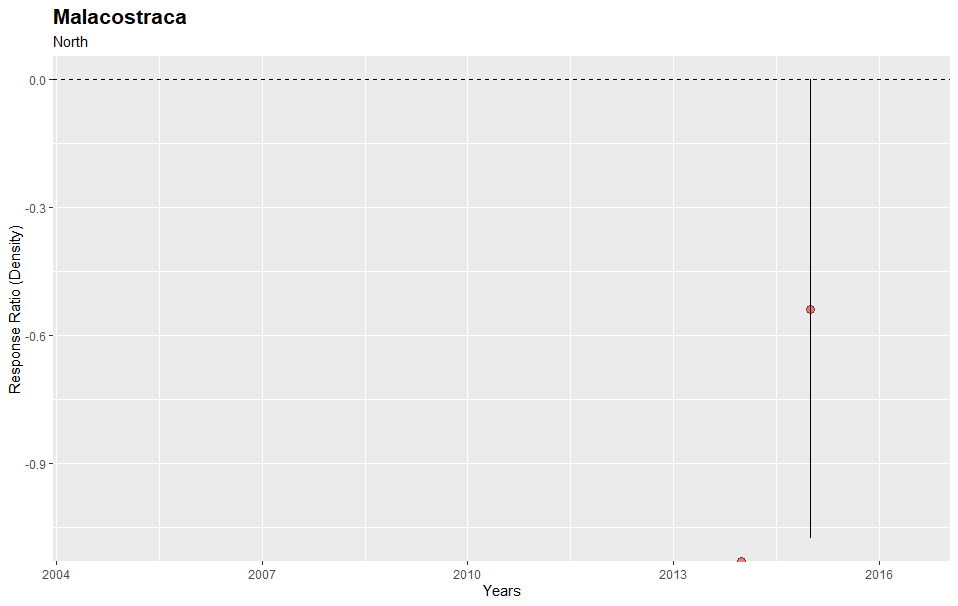 Malacostraca
North
Response Ratio (Density)
0.0
-0.3
-0.6
-0.9
2004 2007 2010 2013 2016
Years